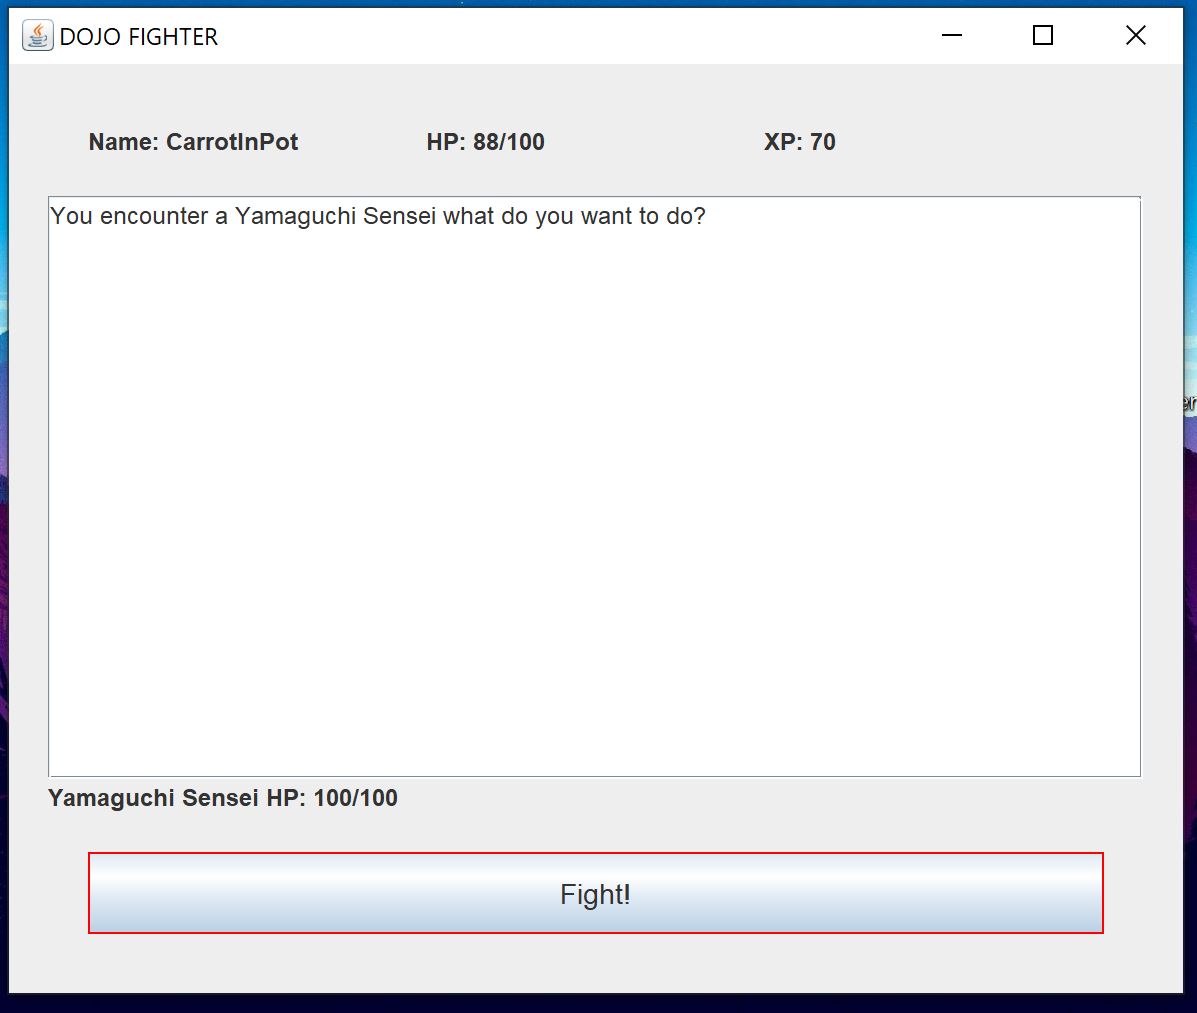 DOJO FIGHTER
Name: CarrotInPot HP: 88/100 XP: 70
You encounter a Yamaguchi Sensei what do you want to do?
Yamaguchi Sensei HP: 100/100
Fight!